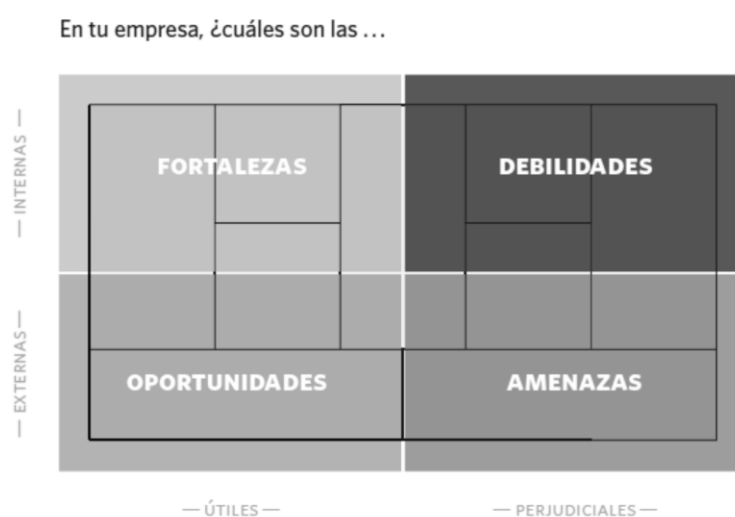 En tu empresa, ¿cuáles son las ...
— INTERNAS —
FORTALEZAS
DEBILIDADES
— EXTERNAS —
OPORTUNIDADES
AMENAZAS
— ÚTILES —
— PERJUDICIALES —